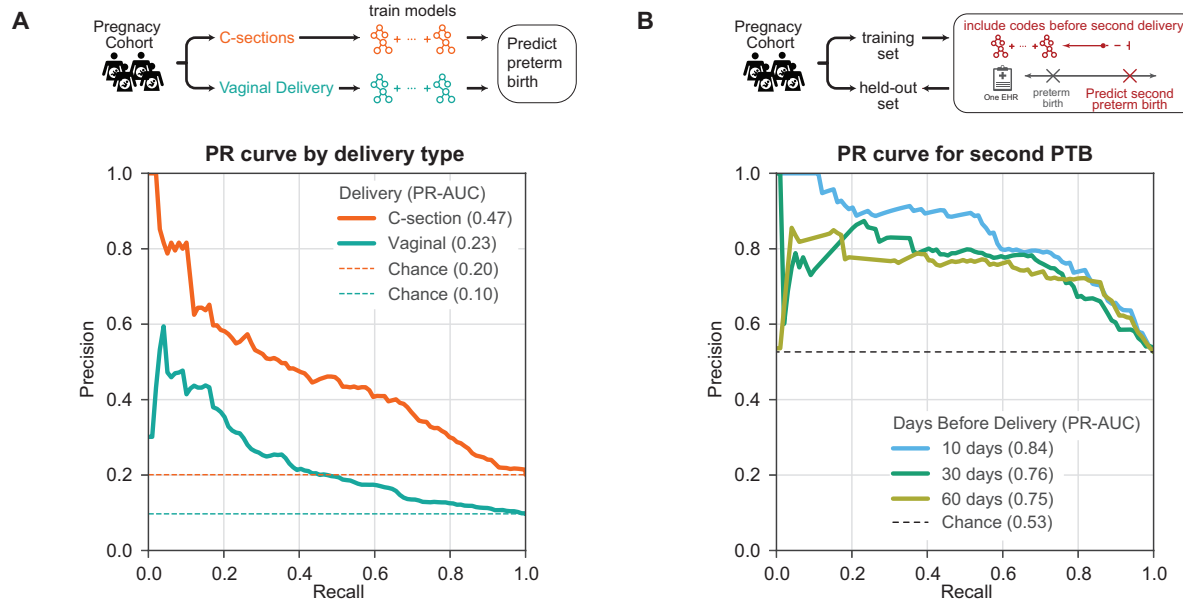 A
Pregnacy
Cohort
C-sections
Vaginal Delivery
train models
+ ... +
+ ... +
Predict
preterm
birth
PR curve by delivery type
Precision
1.0
0.8
0.6
0.4
0.2
0.0
Delivery (PR-AUC)
C-section (0.47)
Vaginal (0.23)
Chance (0.20)
Chance (0.10)
0.0 0.2 0.4 0.6 0.8 1.0
Recall
B
Pregnacy
Cohort
training
set
held-out
set
include codes before second delivery
+ ... +
One EHR
preterm
birth
Predict second
preterm birth
PR curve for second PTB
Precision
1.0
0.8
0.6
0.4
0.2
0.0
Days Before Delivery (PR-AUC)
10 days (0.84)
30 days (0.76)
60 days (0.75)
Chance (0.53)
0.0 0.2 0.4 0.6 0.8 1.0
Recall